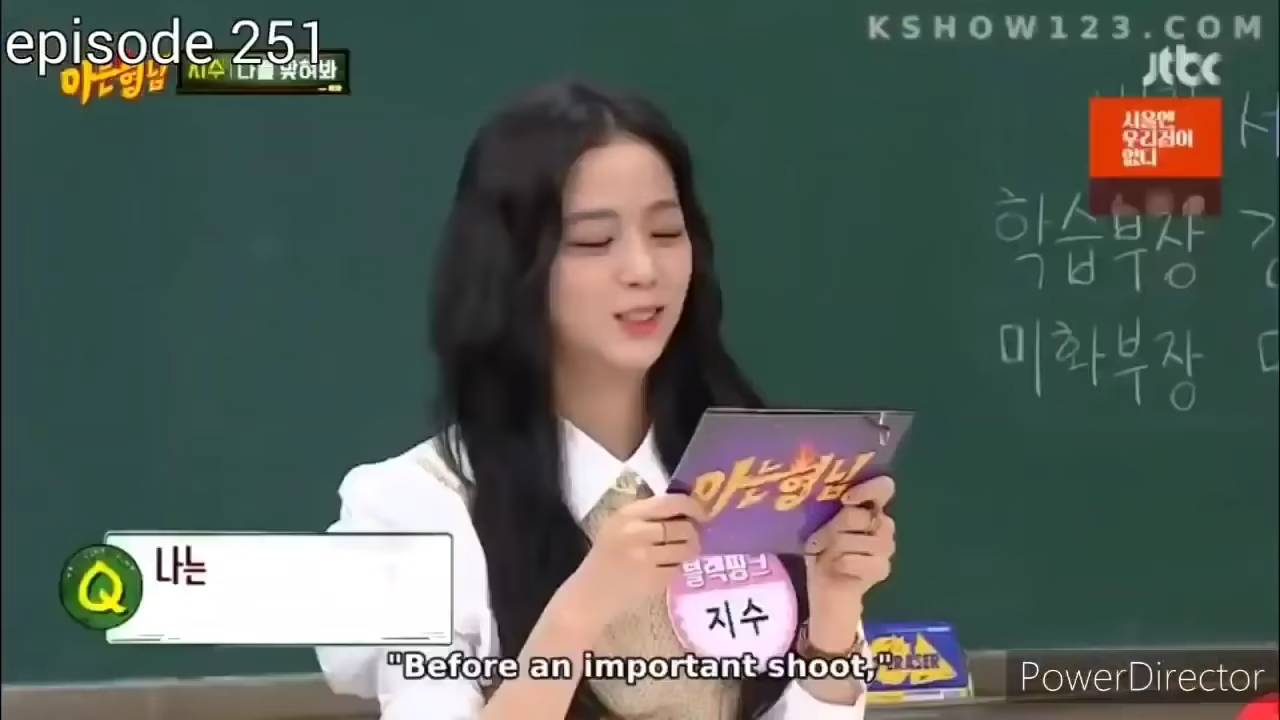 episode 251
KSHOW123.COM
아는형님
지수 | 나를 맞혀봐
jtbc
시울엔
우리집이
없다
학습부장
미화부장
Q
나는
아는형님
블랙핑크
지수
ERASER
"Before an important shoot,"
PowerDirector